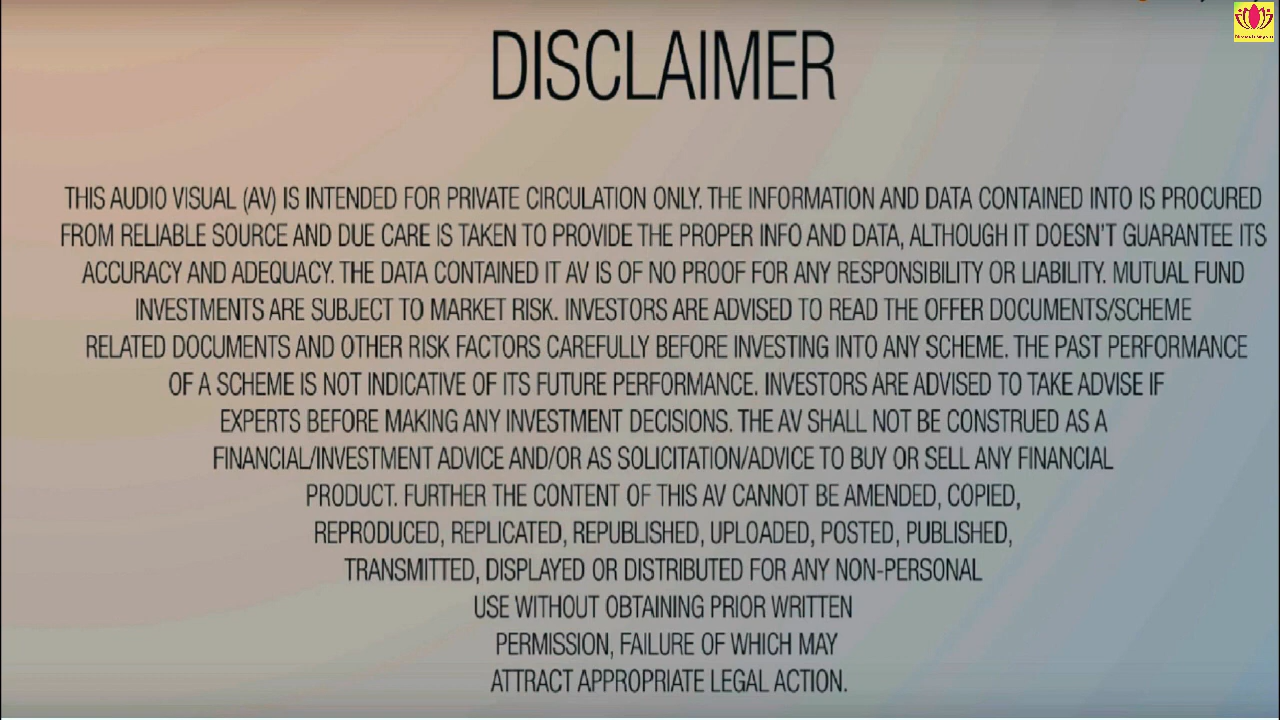 DISCLAIMER
THIS AUDIO VISUAL (AV) IS INTENDED FOR PRIVATE CIRCULATION ONLY. THE INFORMATION AND DATA CONTAINED INTO IS PROCURED
FROM RELIABLE SOURCE AND DUE CARE IS TAKEN TO PROVIDE THE PROPER INFO AND DATA, ALTHOUGH IT DOESN'T GUARANTEE ITS
ACCURACY AND ADEQUACY. THE DATA CONTAINED IT AV IS OF NO PROOF FOR ANY RESPONSIBILITY OR LIABILITY. MUTUAL FUND
INVESTMENTS ARE SUBJECT TO MARKET RISK. INVESTORS ARE ADVISED TO READ THE OFFER DOCUMENTS/SCHEME
RELATED DOCUMENTS AND OTHER RISK FACTORS CAREFULLY BEFORE INVESTING INTO ANY SCHEME. THE PAST PERFORMANCE
OF A SCHEME IS NOT INDICATIVE OF ITS FUTURE PERFORMANCE. INVESTORS ARE ADVISED TO TAKE ADVISE IF
EXPERTS BEFORE MAKING ANY INVESTMENT DECISIONS. THE AV SHALL NOT BE CONSTRUED AS A
FINANCIAL/INVESTMENT ADVICE AND/OR AS SOLICITATION/ADVICE TO BUY OR SELL ANY FINANCIAL
PRODUCT. FURTHER THE CONTENT OF THIS AV CANNOT BE AMENDED, COPIED,
REPRODUCED, REPLICATED, REPUBLISHED, UPLOADED, POSTED, PUBLISHED,
TRANSMITTED, DISPLAYED OR DISTRIBUTED FOR ANY NON-PERSONAL
USE WITHOUT OBTAINING PRIOR WRITTEN
PERMISSION, FAILURE OF WHICH MAY
ATTRACT APPROPRIATE LEGAL ACTION.